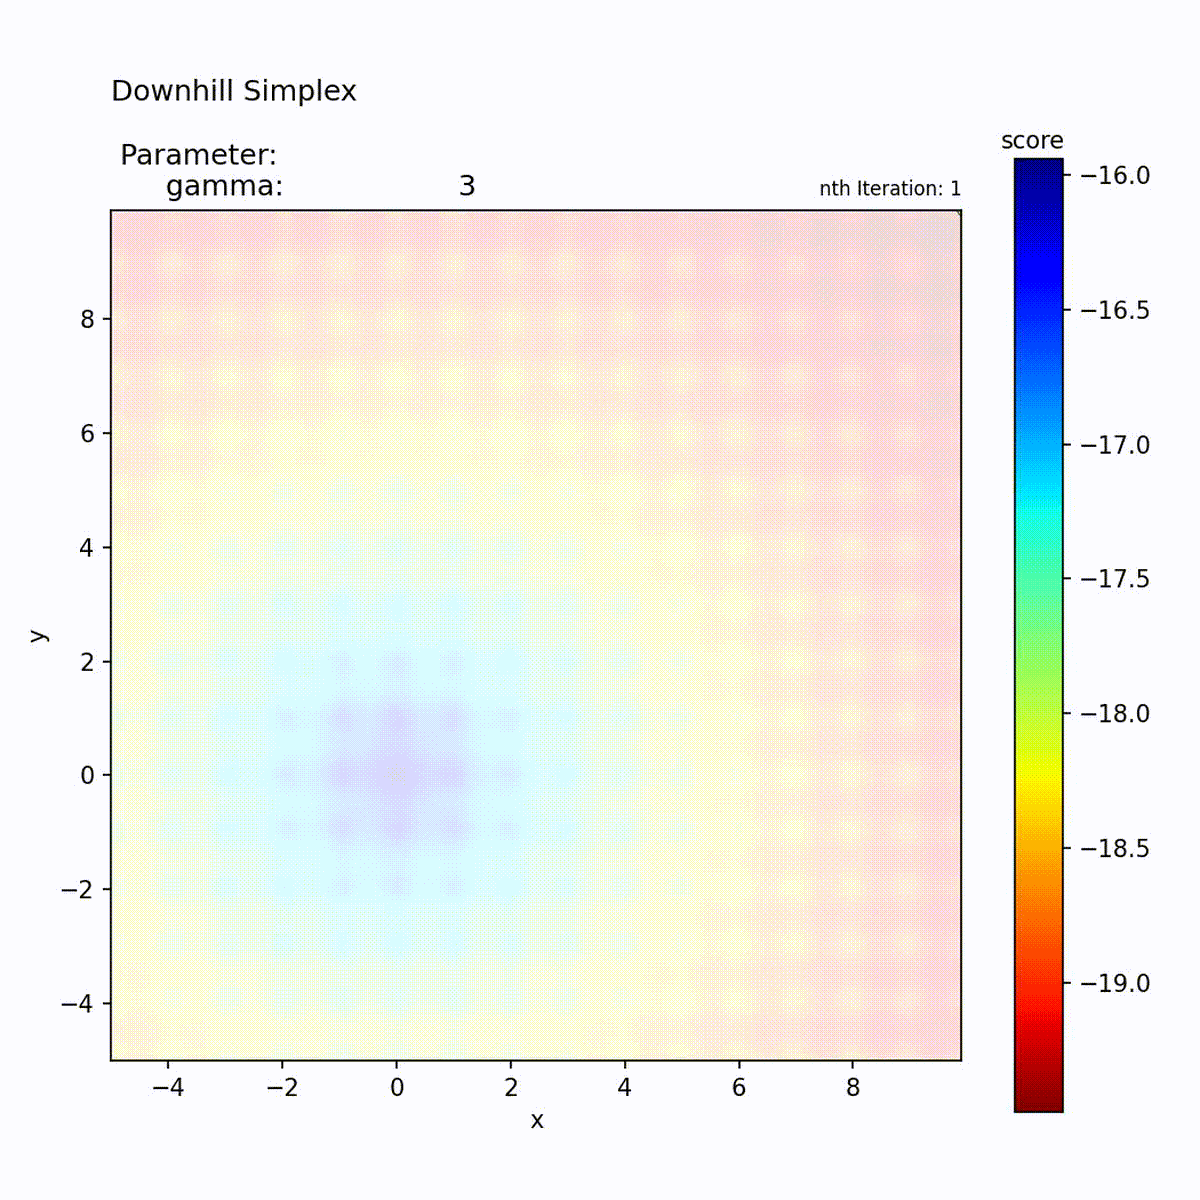 Downhill Simplex
Parameter:
gamma: 3
nth Iteration: 1
score
−16.0
−16.5
−17.0
−17.5
−18.0
−18.5
−19.0
8
6
4
2
0
−2
−4
y
−4 −2 0 2 4 6 8
x